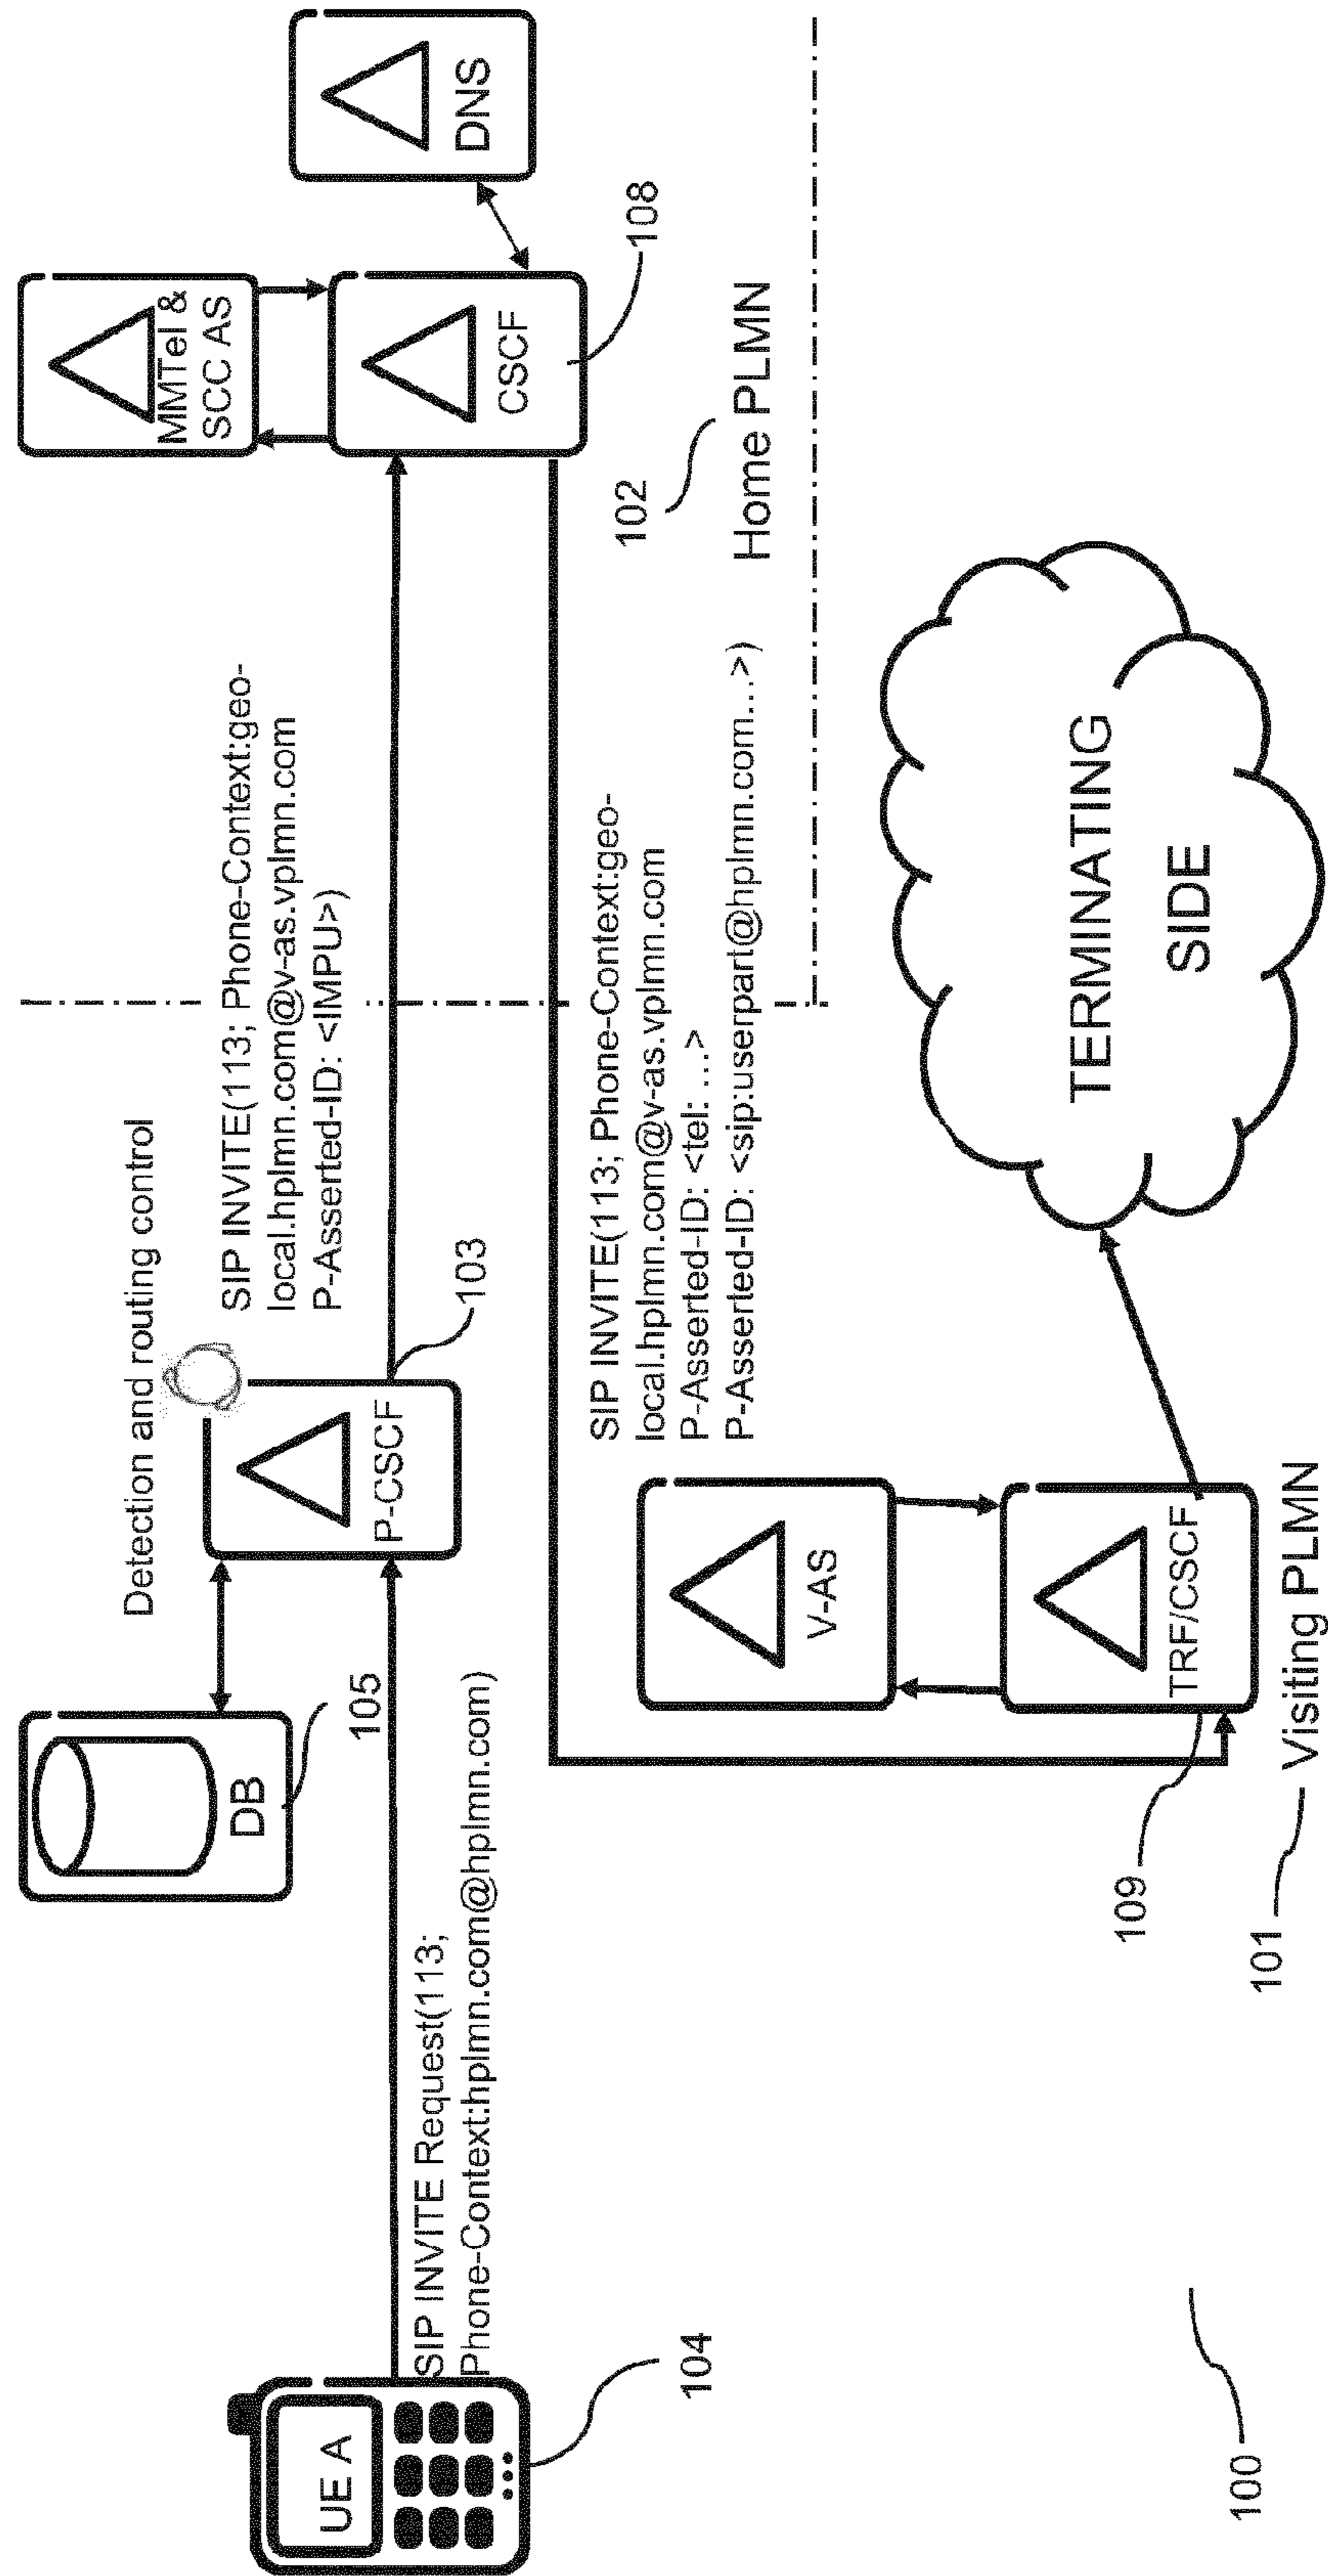 Detection and routing control
DB
105
UE A
104
SIP INVITE Request(113;
Phone-Context:hplmn.com@hplmn.com)
P-CSCF
103
SIP INVITE(113; Phone-Context:geo-
local.hplmn.com@v-as.vplmn.com
P-Asserted-ID: <IMPU>)
MMTel &
SCC AS
CSCF
108
DNS
102
Home PLMN
SIP INVITE(113; Phone-Context:geo-
local.hplmn.com@v-as.vplmn.com
P-Asserted-ID: <tel: ...>
P-Asserted-ID: <sip:userpart@hplmn.com...>)
V-AS
TRF/CSCF
109
101
Visiting PLMN
TERMINATING
SIDE
100